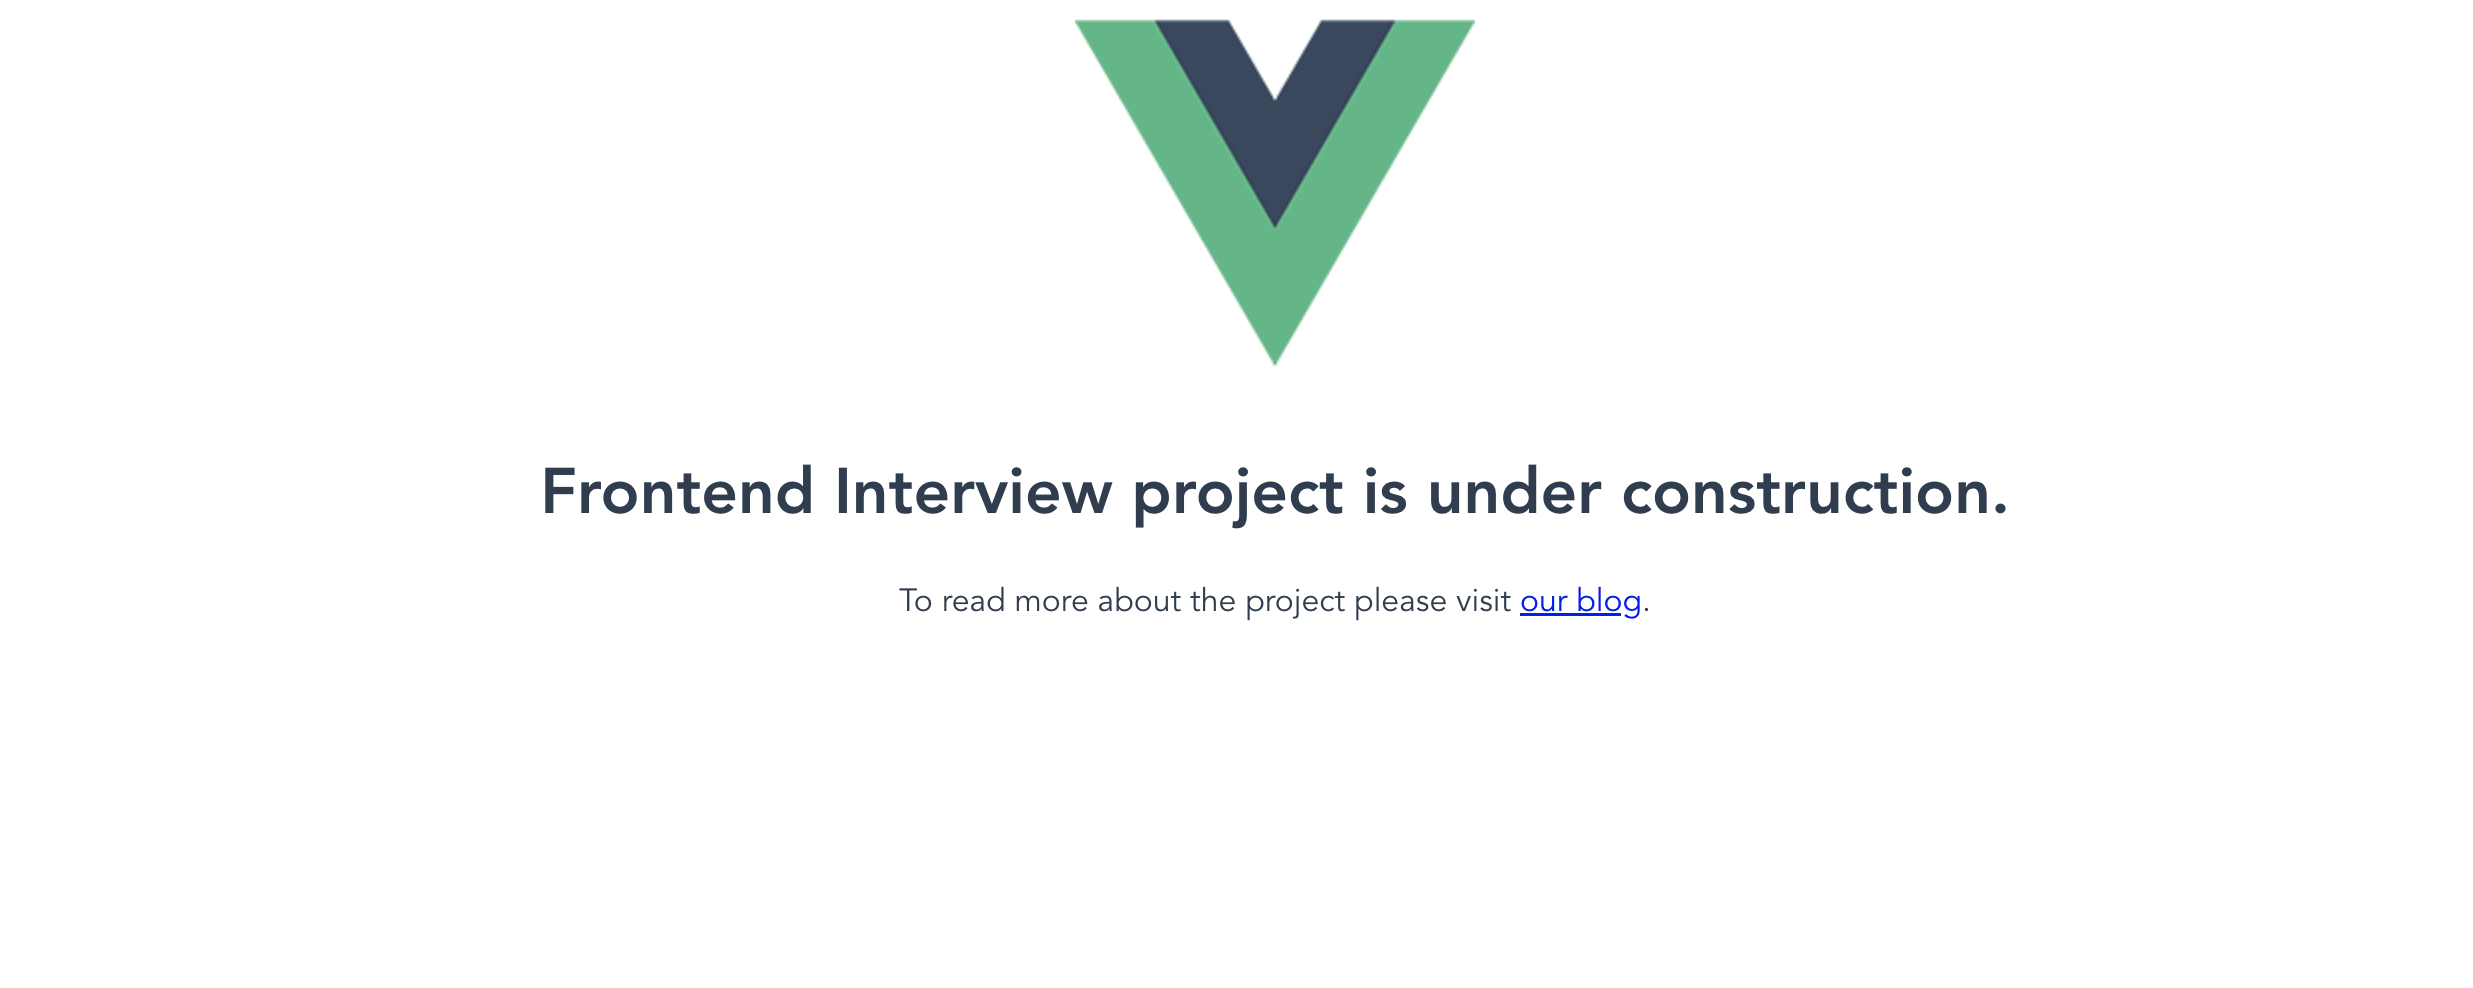 Frontend Interview project is under construction.
To read more about the project please visit our blog.